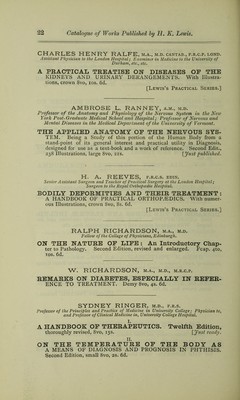 22 Catalogue of Works Published by H. K. Lewis.
CHARLES HENRY RALFE, M.A., M.D. CANTAB., F.R.C.P. LOND.
Assistant Physician to the London Hospital; Examiner in Medicine to the University of
Durham, etc., etc.
A PRACTICAL TREATISE ON DISEASES OF THE
KIDNEYS AND URINARY DERANGEMENTS. With Illustra-
tions, crown 8vo, 10s. 6d.
[LEWIS'S PRACTICAL SERIES.]
AMBROSE L. RANNEY, A.M., M.D.
Professor of the Anatomy and Physiology of the Nervous System in the New
York Post-Graduate Medical School and Hospital; Professor of Nervous and
Mental Diseases in the Medical Department of the University of Vermont.
THE APPLIED ANATOMY OF THE NERVOUS SYS-
TEM. Being a Study of this portion of the Human Body from a
stand-point of its general interest and practical utility in Diagnosis,
designed for use as a text-book and a work of reference. Second Edit.,
238 Illustrations, large 8vo, 21s. [Just published.
H. A. REEVES, F.R.C.S. EDIN.
Senior Assistant Surgeon and Teacher of Practical Surgery at the London Hospital;
Surgeon to the Royal Orthopædic Hospital.
BODILY DEFORMITIES AND THEIR TREATMENT:
A HANDBOOK OF PRACTICAL ORTHOPÆDICS. With numer-
ous Illustrations, crown 8vo, 8s. 6d.
[LEWIS'S PRACTICAL SERIES.]
RALPH RICHARDSON, M.A., M.D.
Fellow of the College of Physicians, Edinburgh.
ON THE NATURE OF LIFE: An Introductory Chap-
ter to Pathology. Second Edition, revised and enlarged. Fcap. 4to,
10s. 6d.
W. RICHARDSON, M.A., M.D., M.R.C.P.
REMARKS ON DIABETES, ESPECIALLY IN REFER-
ENCE TO TREATMENT. Demy 8vo, 4s. 6d.
SYDNEY RINGER, M.D., F.R.S.
Professor of the Principles and Practice of Medicine in University College; Physician to,
and Professor of Clinical Medicine in, University College Hospital.
I.
A HANDBOOK OF THERAPEUTICS. Twelfth Edition,
thoroughly revised, 8vo, 15s. [Just ready.
II.
ON THE TEMPERATURE OF THE BODY AS
A MEANS OF DIAGNOSIS AND PROGNOSIS IN PHTHISIS.
Second Edition, small 8vo, 2s. 6d.